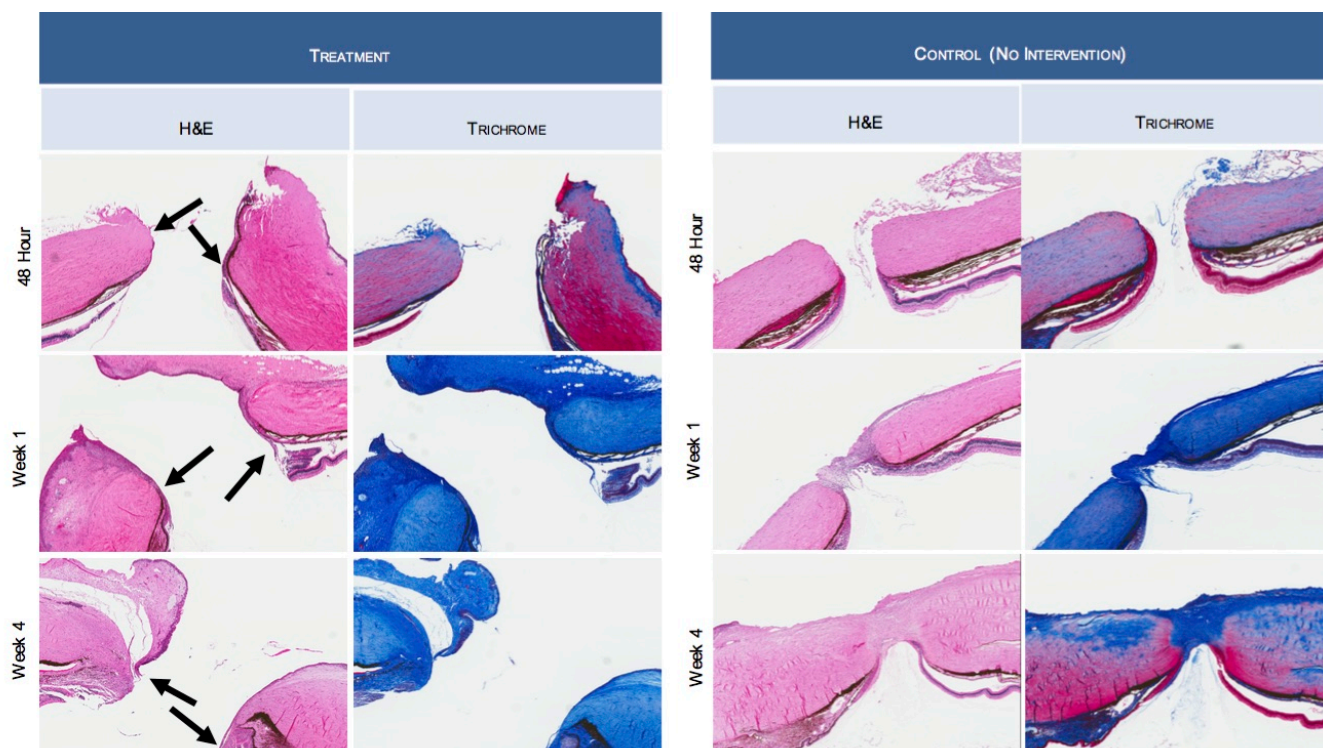 TREATMENT
CONTROL (NO INTERVENTION)
H&E
TRICHROME
H&E
TRICHROME
48 Hour
48 Hour
Week 1
Week 1
Week 4
Week 4